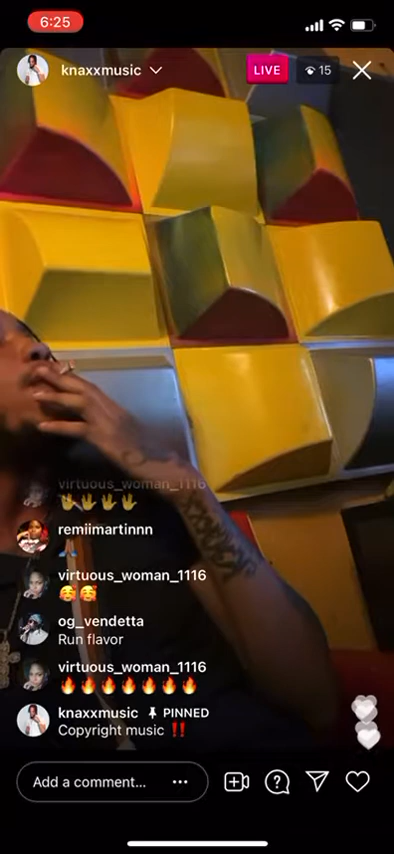 6:25
knaxxmusic
LIVE
15
virtuous_woman_1116
🖖🖖🖖🖖
remiimartinnn
🙏🏾
virtuous_woman_1116
🥰🥰
og_vendetta
Run flavor
virtuous_woman_1116
🔥🔥🔥🔥🔥🔥🔥
knaxxmusic PINNED
Copyright music ‼️
Add a comment...